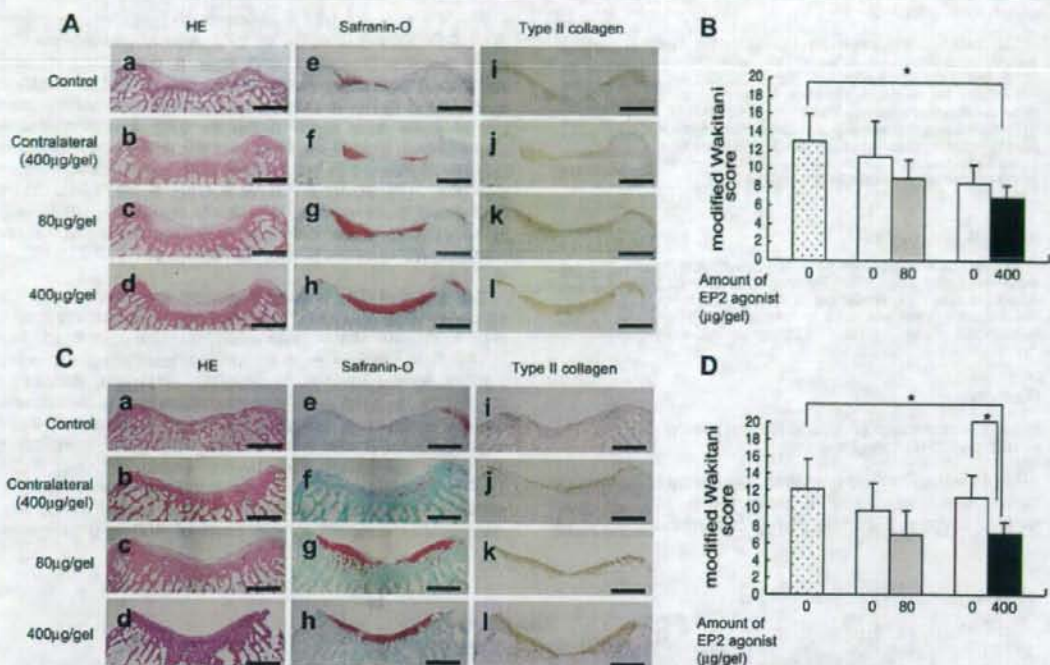 A
HE
Safranin-O
Type II collagen
Control
a
e
i
Contralateral
(400µg/gel)
b
f
j
80µg/gel
c
g
k
400µg/gel
d
h
l
B
modified Wakitani
score
20
18
16
14
12
10
8
6
4
2
0
*
0
0
80
0
400
Amount of
EP2 agonist
(µg/gel)
C
HE
Safranin-O
Type II collagen
Control
a
e
i
Contralateral
(400µg/gel)
b
f
j
80µg/gel
c
g
k
400µg/gel
d
h
l
D
modified Wakitani
score
20
18
16
14
12
10
8
6
4
2
0
*
*
0
0
80
0
400
Amount of
EP2 agonist
(µg/gel)